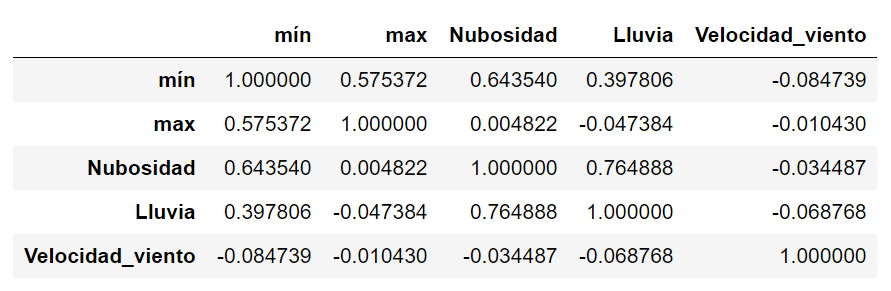 mín max Nubosidad Lluvia Velocidad_viento
mín 1.000000 0.575372 0.643540 0.397806 -0.084739
max 0.575372 1.000000 0.004822 -0.047384 -0.010430
Nubosidad 0.643540 0.004822 1.000000 0.764888 -0.034487
Lluvia 0.397806 -0.047384 0.764888 1.000000 -0.068768
Velocidad_viento -0.084739 -0.010430 -0.034487 -0.068768 1.000000